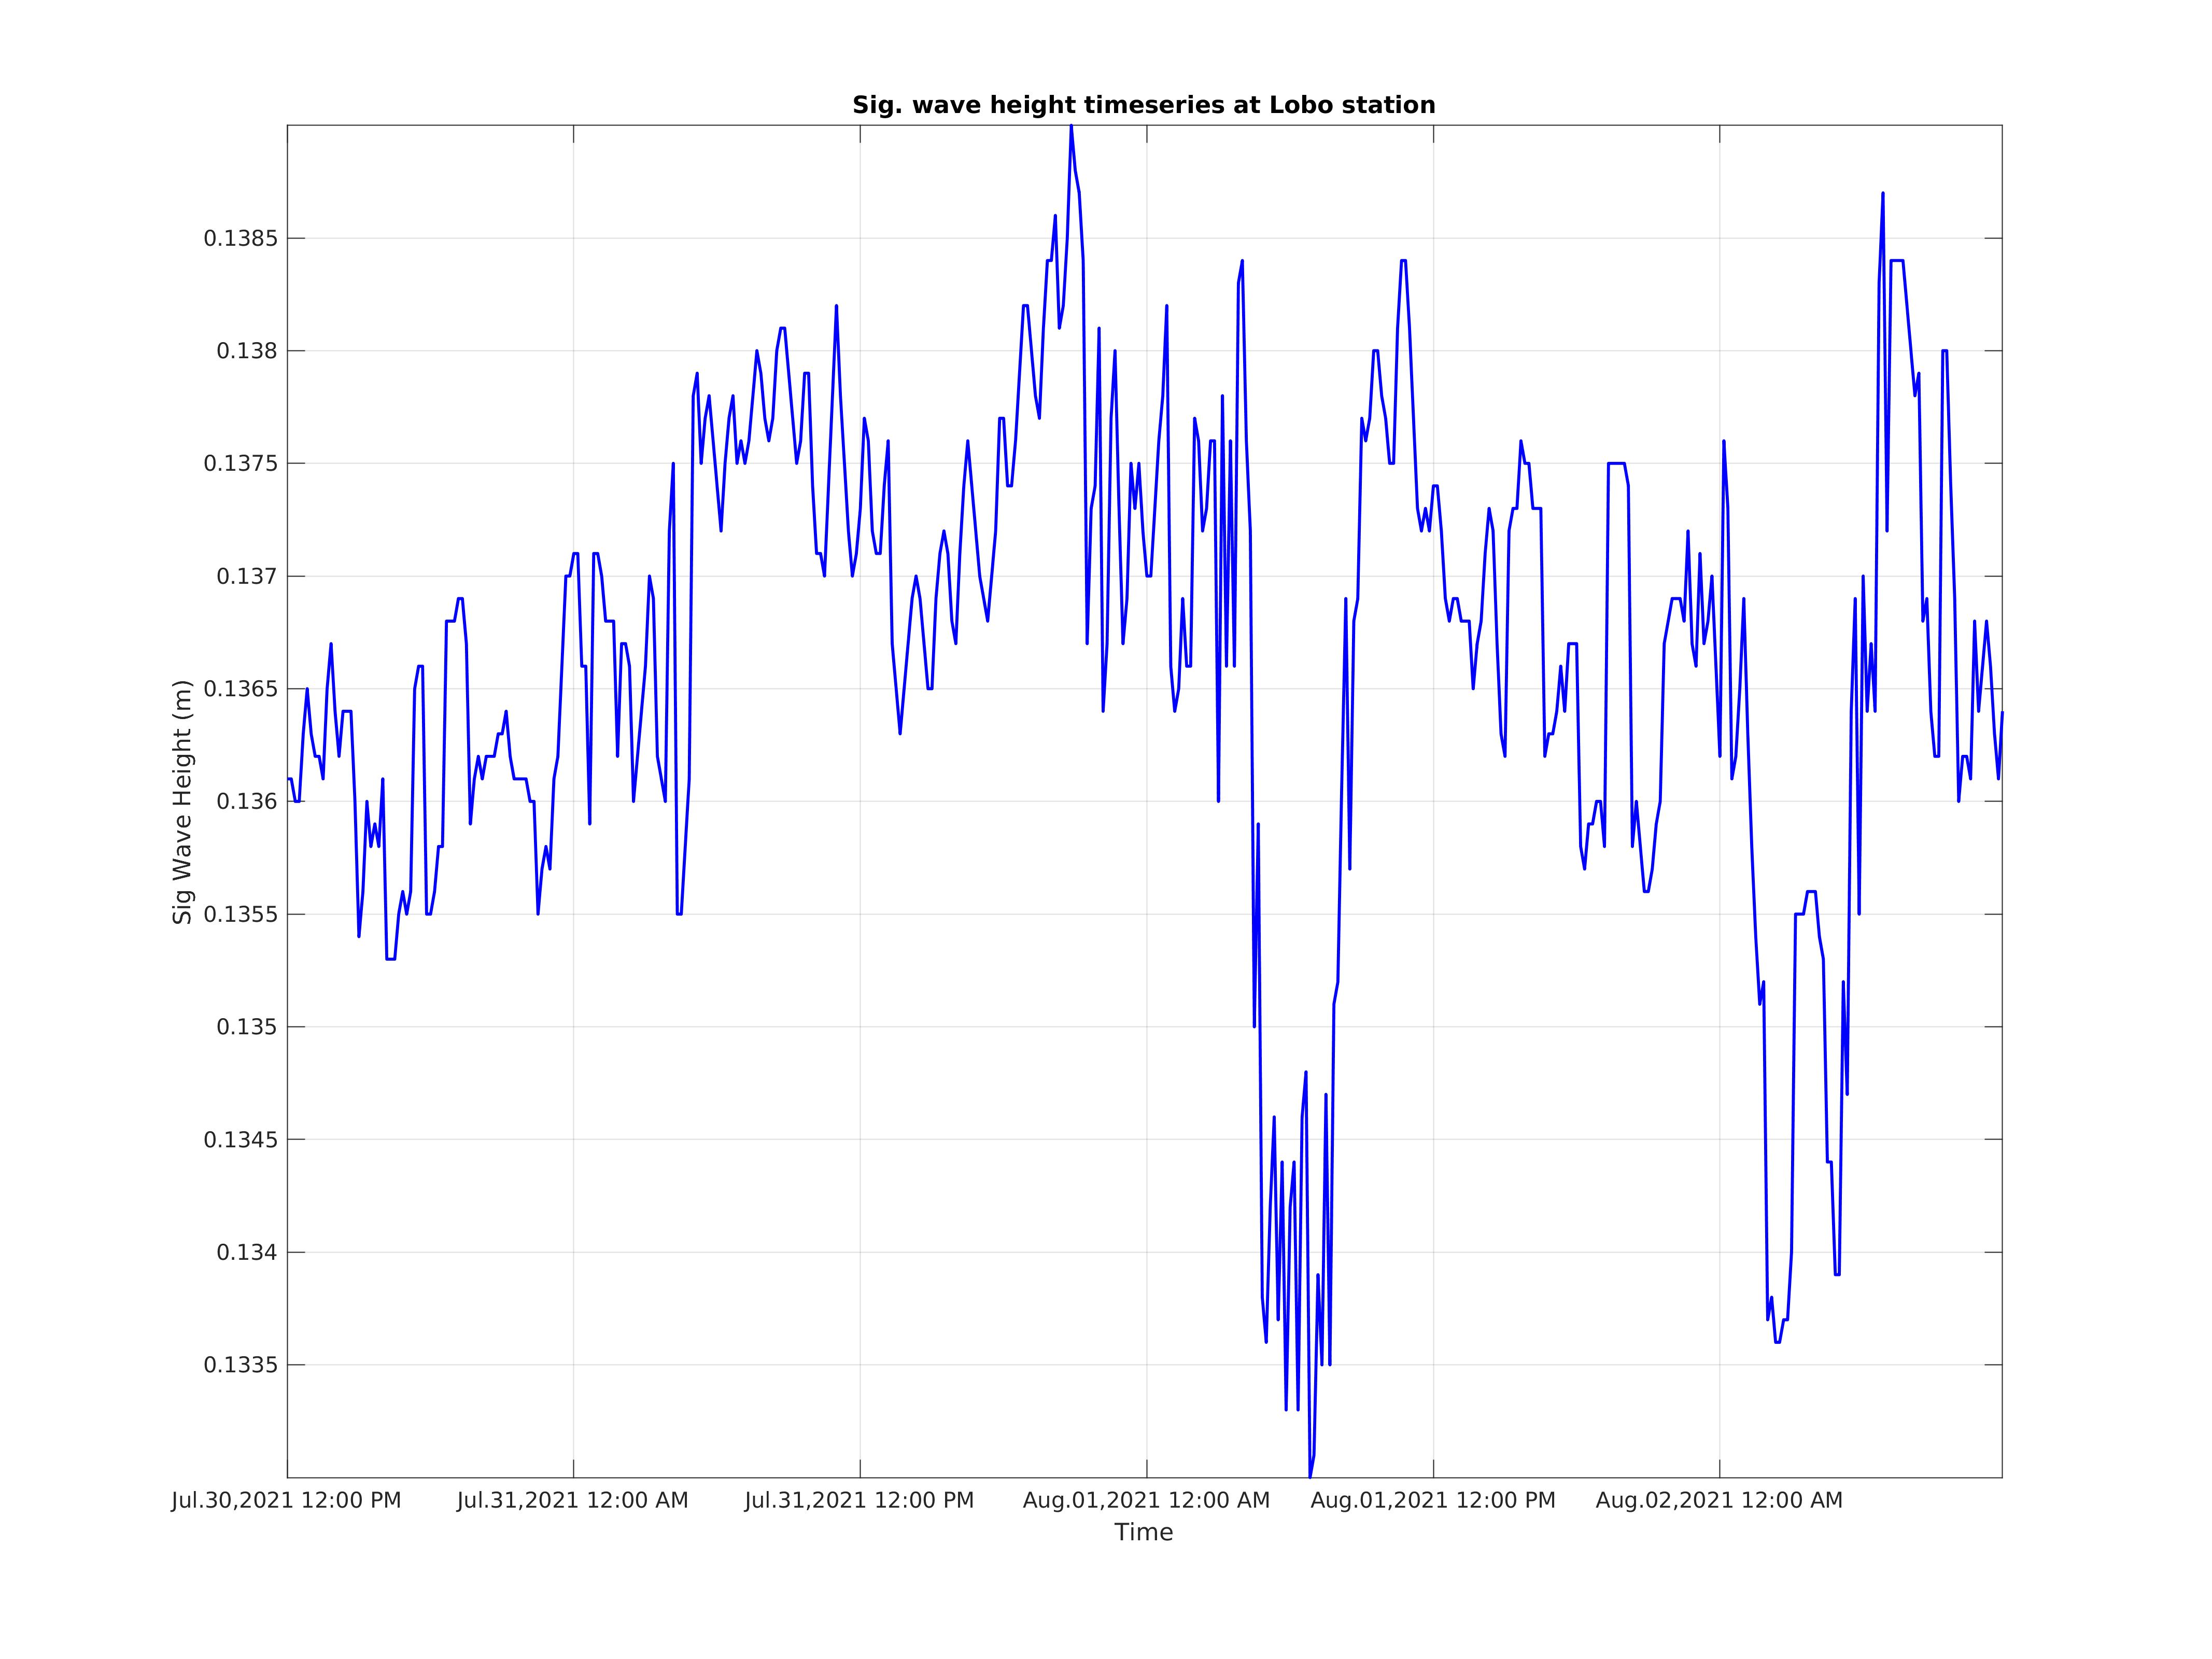 Sig. wave height timeseries at Lobo station
0.1385
0.138
0.1375
0.137
0.1365
0.136
0.1355
0.135
0.1345
0.134
0.1335
Sig Wave Height (m)
Jul.30,2021 12:00 PM Jul.31,2021 12:00 AM Jul.31,2021 12:00 PM Aug.01,2021 12:00 AM Aug.01,2021 12:00 PM Aug.02,2021 12:00 AM
Time